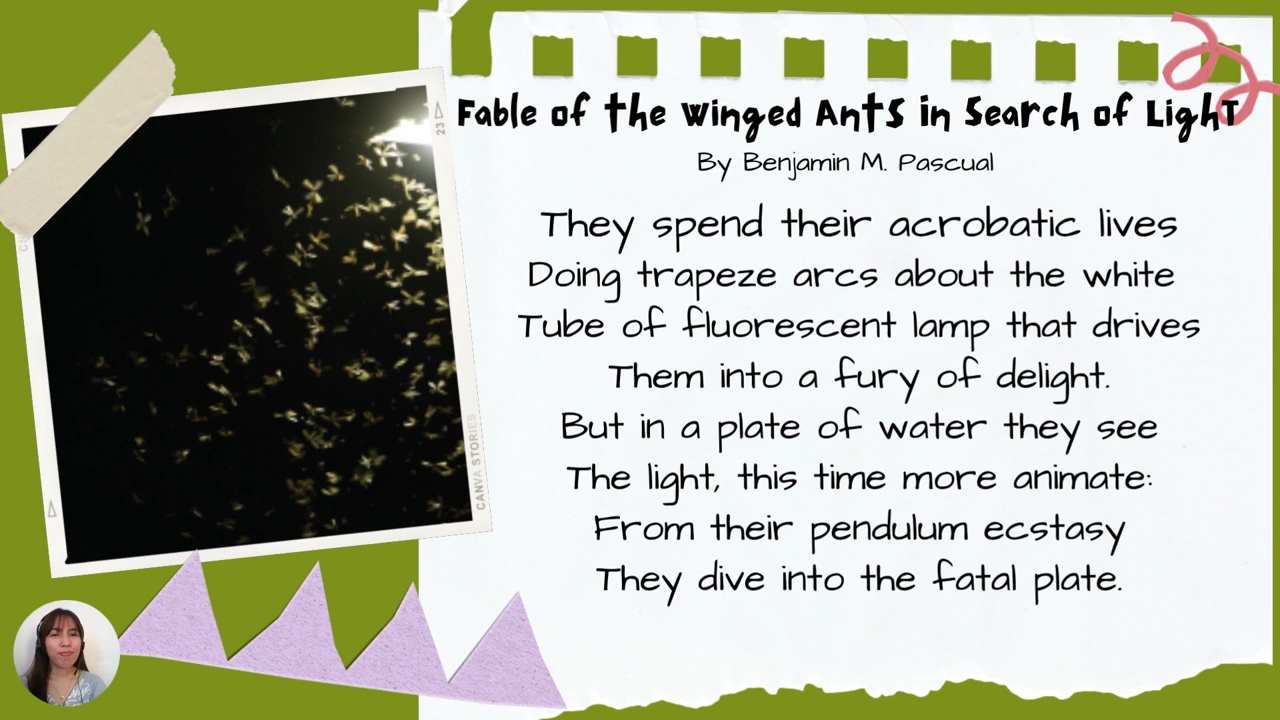 Fable of the Winged Ants in Search of Light
By Benjamin M. Pascual
They spend their acrobatic lives
Doing trapeze arcs about the white
Tube of fluorescent lamp that drives
Them into a fury of delight.
But in a plate of water they see
The light, this time more animate:
From their pendulum ecstasy
They dive into the fatal plate.
23
CANVA STORIES